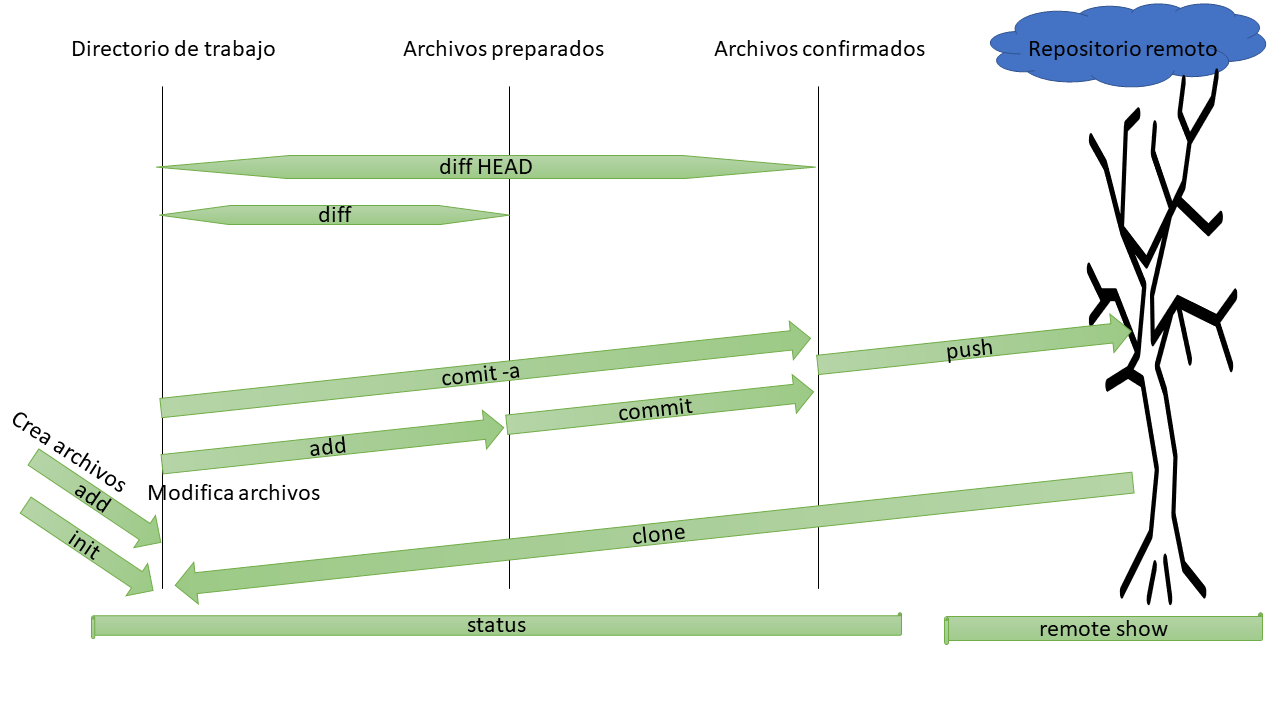 Directorio de trabajo
Archivos preparados
Archivos confirmados
Repositorio remoto
diff HEAD
diff
comit -a
push
commit
add
Crea archivos
add
Modifica archivos
init
clone
status
remote show